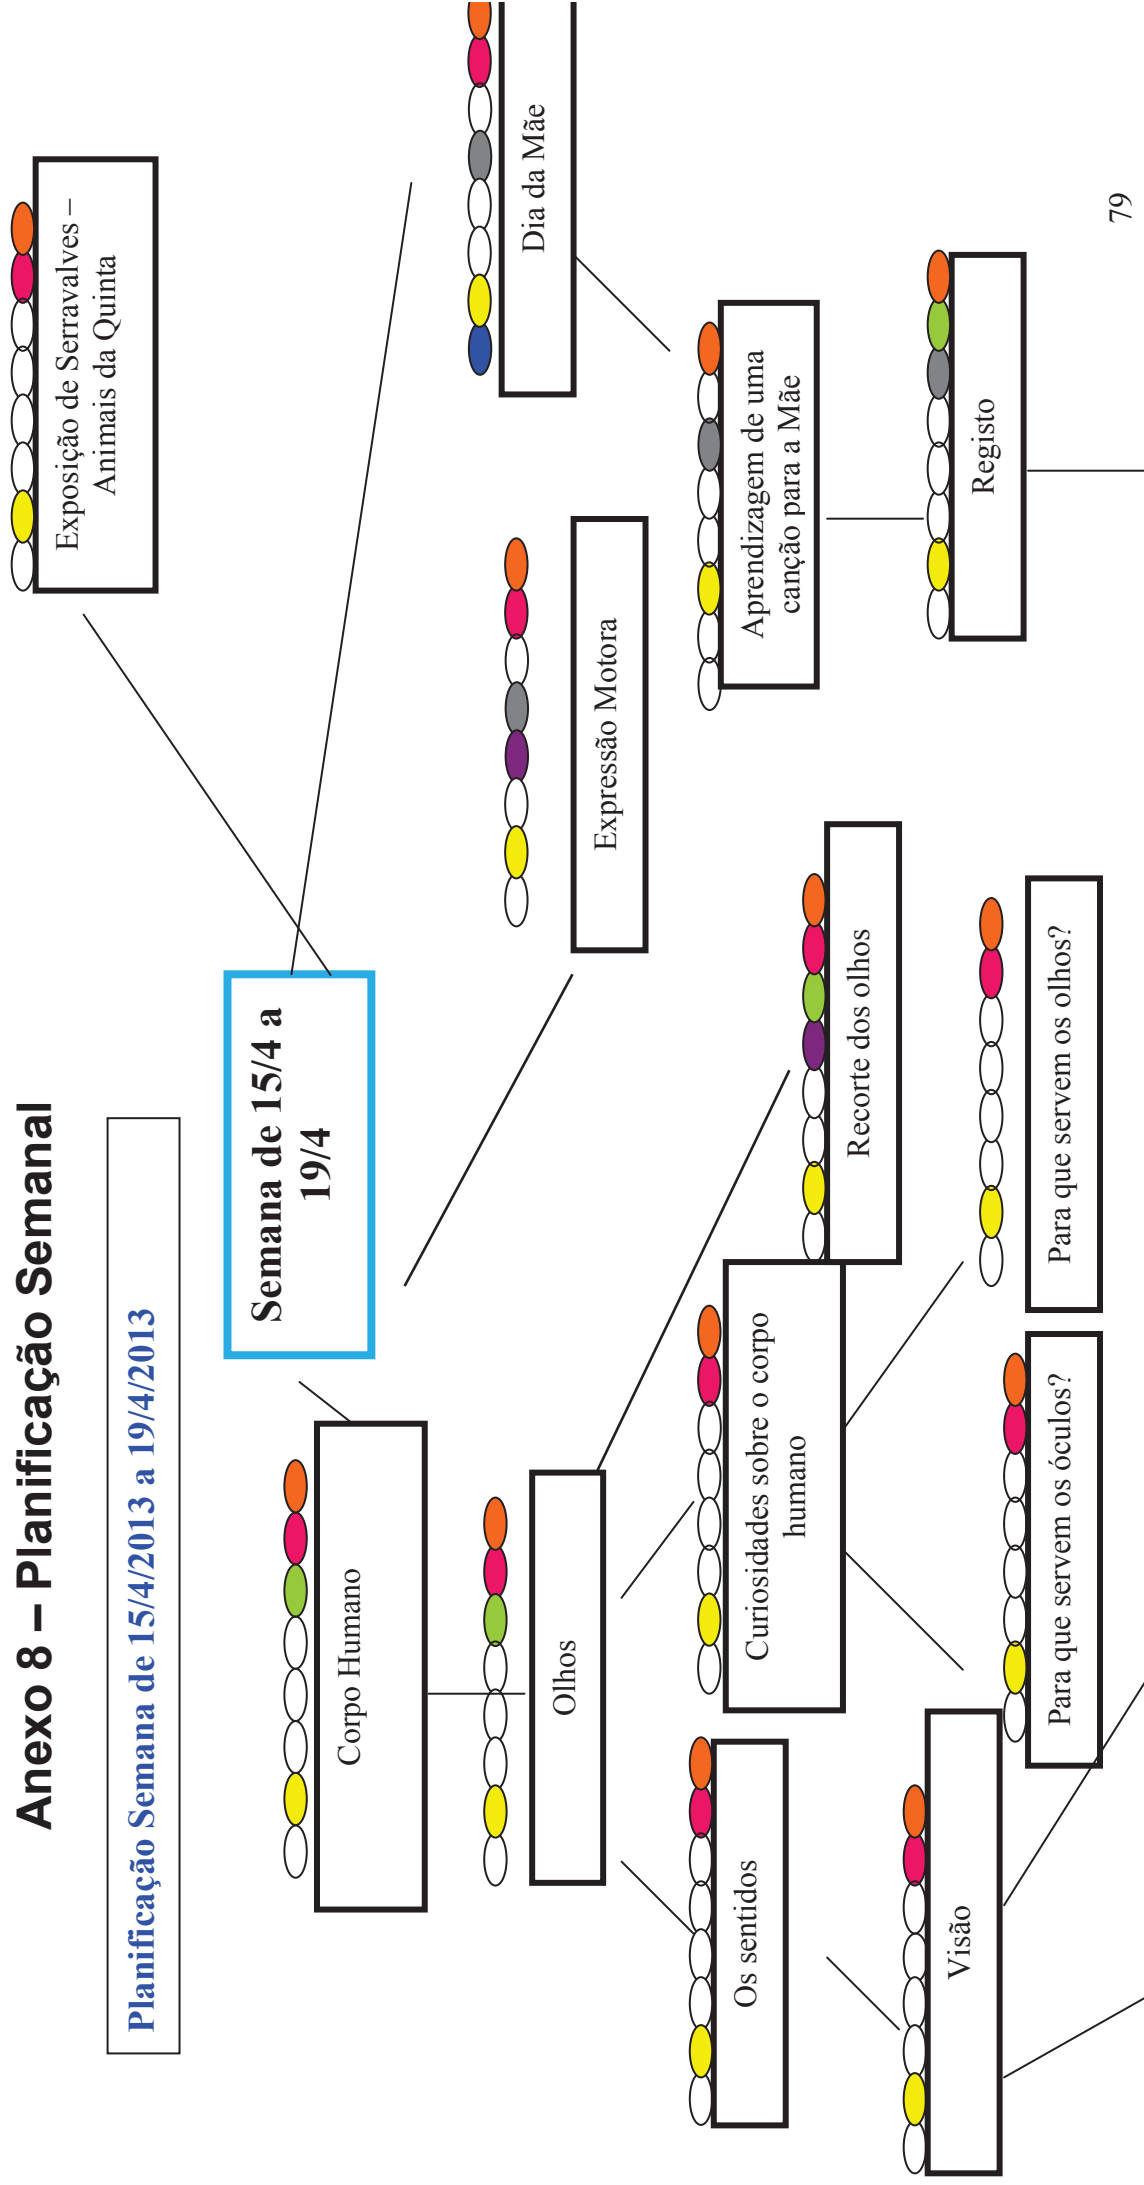 Anexo 8 – Planificação Semanal
Planificação Semana de 15/4/2013 a 19/4/2013
Exposição de Serravalves –
Animais da Quinta
Semana de 15/4 a
19/4
Corpo Humano
Dia da Mãe
Expressão Motora
Olhos
Aprendizagem de uma
canção para a Mãe
Os sentidos
Curiosidades sobre o corpo
humano
Recorte dos olhos
Registo
Visão
Para que servem os óculos?
Para que servem os olhos?
79